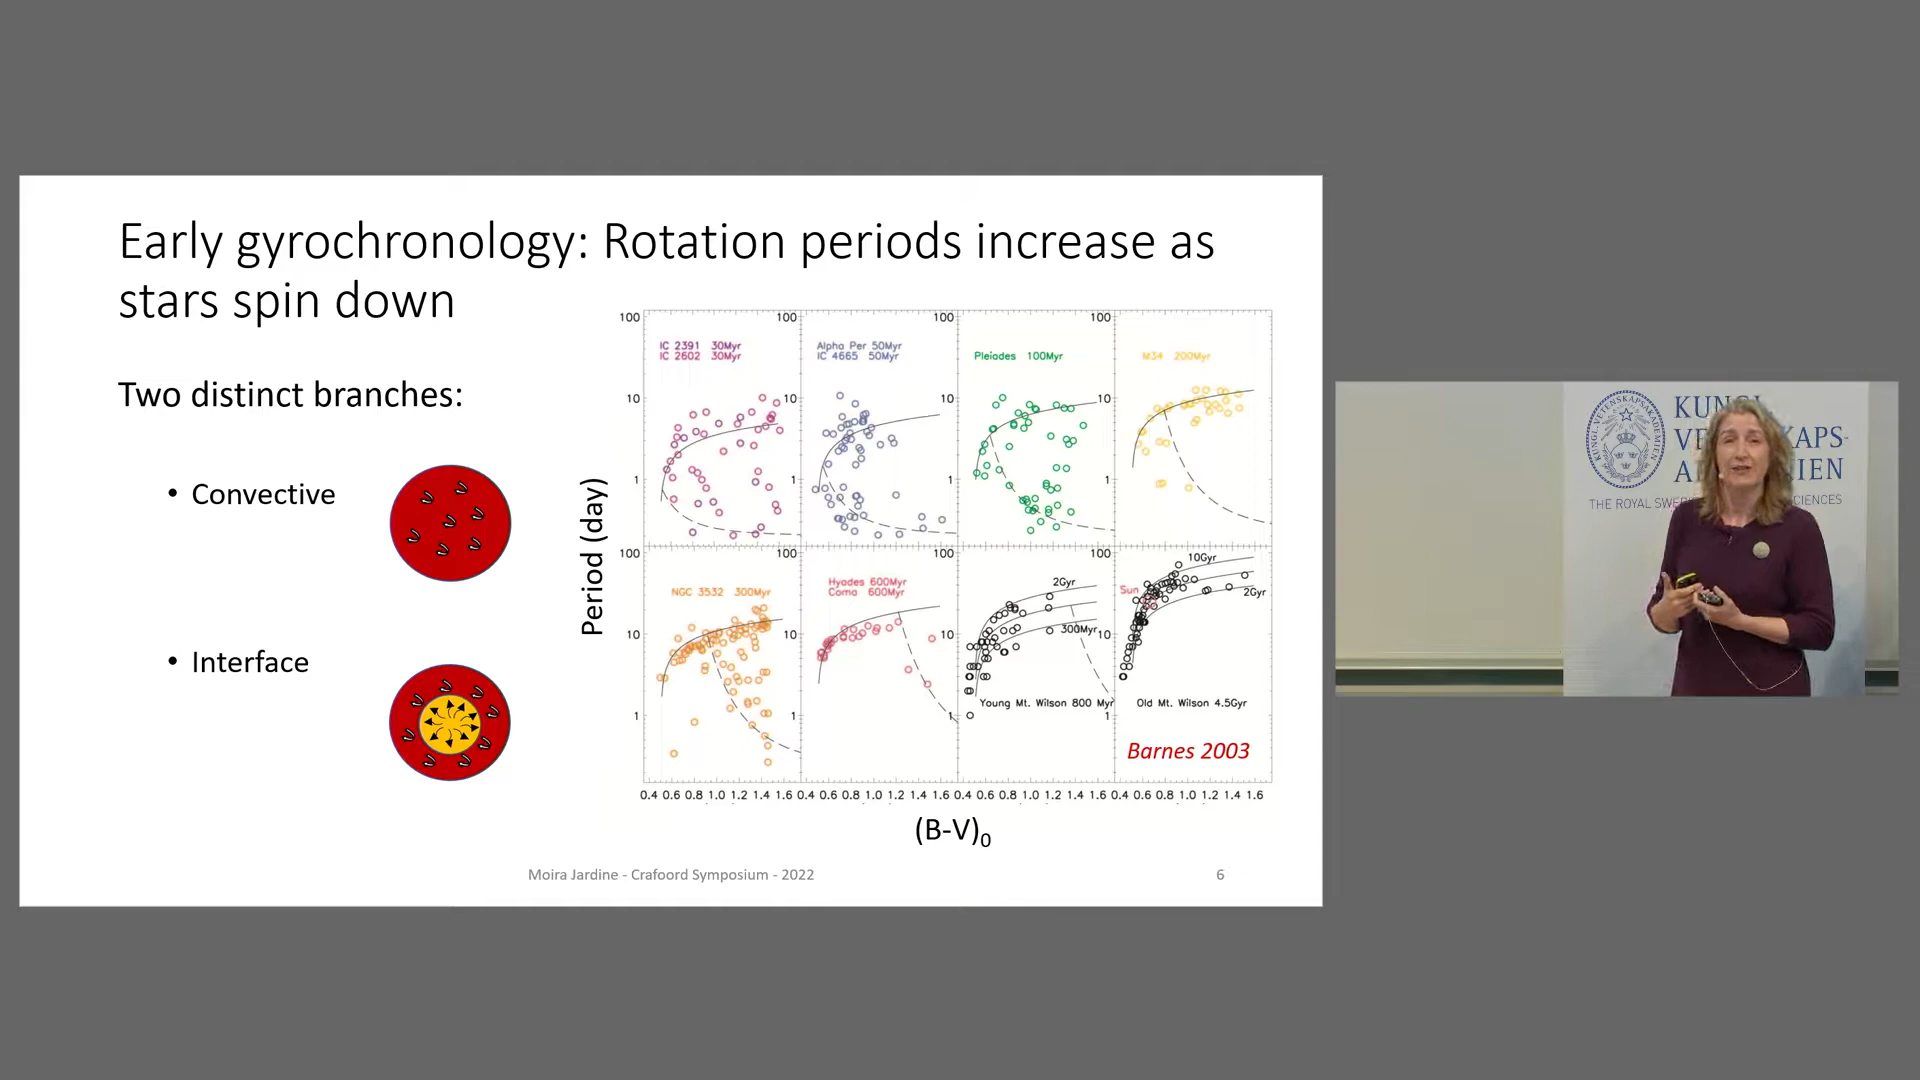 Early gyrochronology: Rotation periods increase as
stars spin down
Two distinct branches:
• Convective
• Interface
Period (day)
100 100 100 100
IC 2391 30Myr
IC 2602 30Myr
Alpha Per 50Myr
IC 4665 50Myr
Pleiades 100Myr
M34 200Myr
10 10 10 10
1 1 1 1
100 100 100 100
NGC 3532 300Myr
Hyades 600Myr
Coma 600Myr
2Gyr
300Myr
Young Mt. Wilson 800 Myr
10Gyr
Sun
2Gyr
Old Mt. Wilson 4.5Gyr
10 10 10 10
1 1 1 1
Barnes 2003
0.4 0.6 0.8 1.0 1.2 1.4 1.6 0.4 0.6 0.8 1.0 1.2 1.4 1.6 0.4 0.6 0.8 1.0 1.2 1.4 1.6 0.4 0.6 0.8 1.0 1.2 1.4 1.6
(B-V)0
Moira Jardine - Crafoord Symposium - 2022
6
KUNGL.
THE ROYAL